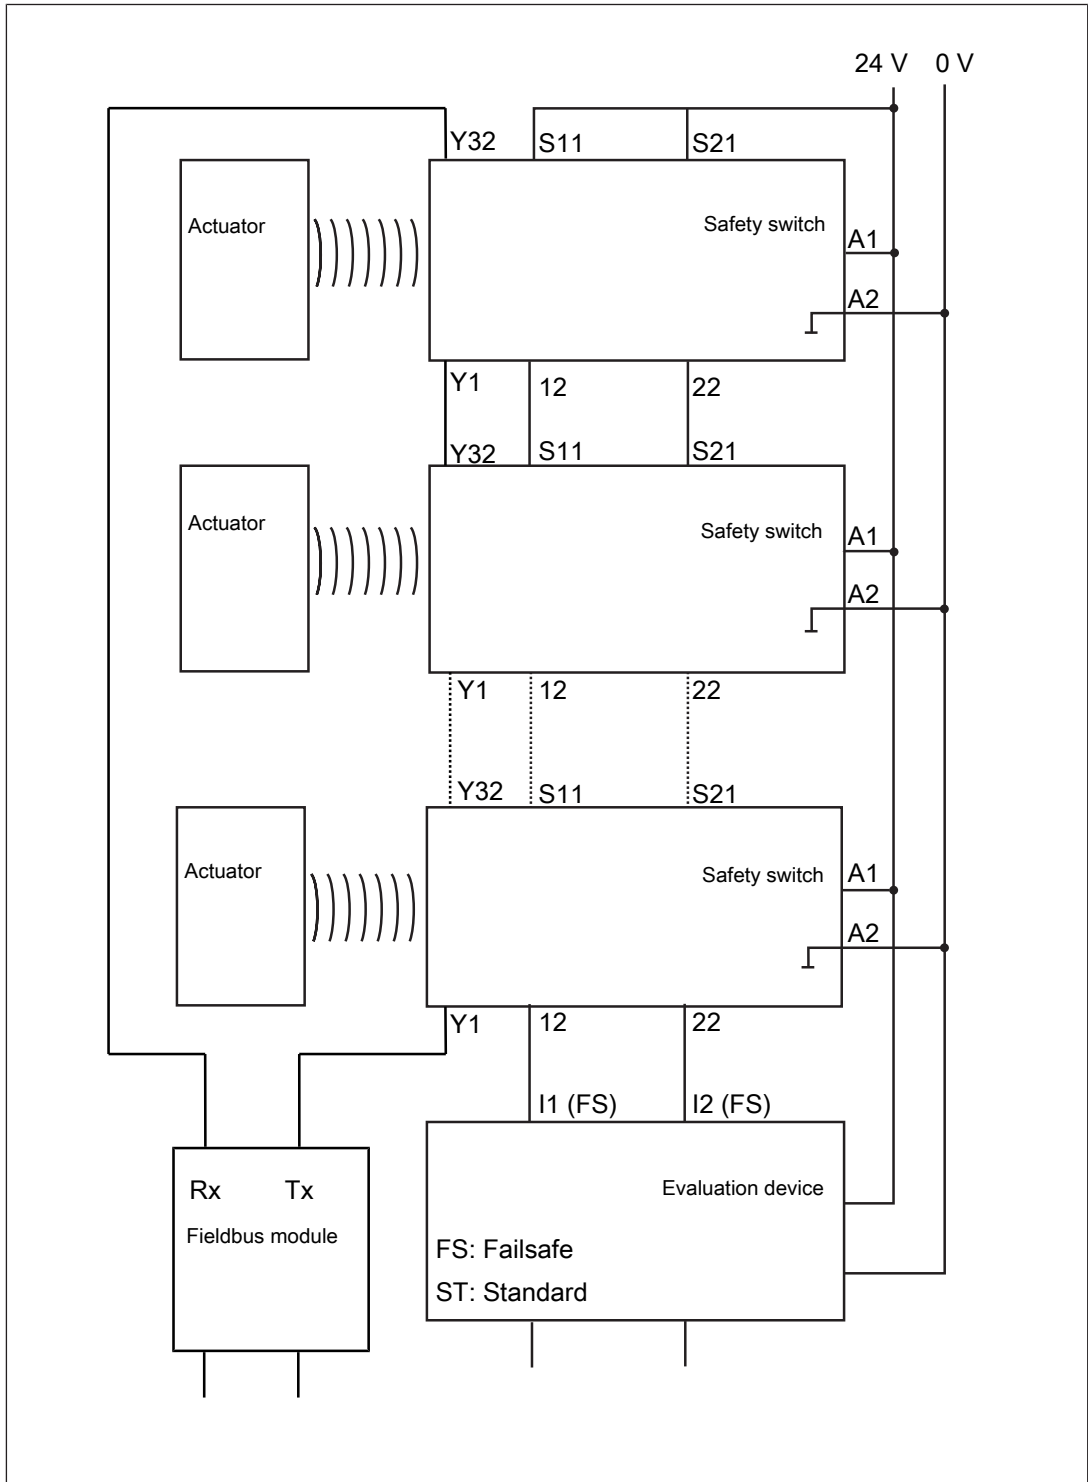 24 V 0 V
Y32 S11 S21
Actuator
Safety switch
A1
A2
Y1 12 22
Y32 S11 S21
Actuator
Safety switch
A1
A2
Y1 12 22
Y32 S11 S21
Actuator
Safety switch
A1
A2
Y1 12 22
I1 (FS) I2 (FS)
Rx Tx
Fieldbus module
Evaluation device
FS: Failsafe
ST: Standard